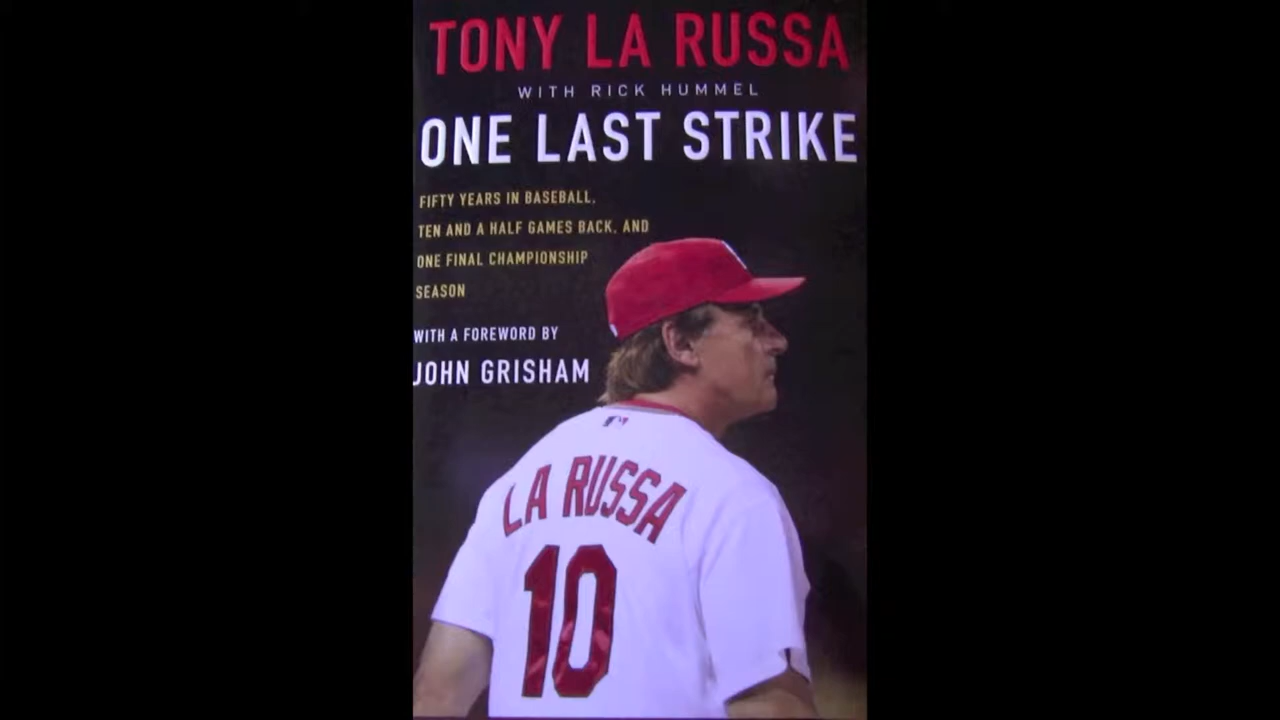 TONY LA RUSSA
WITH RICK HUMMEL
ONE LAST STRIKE
FIFTY YEARS IN BASEBALL,
TEN AND A HALF GAMES BACK, AND
ONE FINAL CHAMPIONSHIP
SEASON
WITH A FOREWORD BY
JOHN GRISHAM
LA RUSSA
10